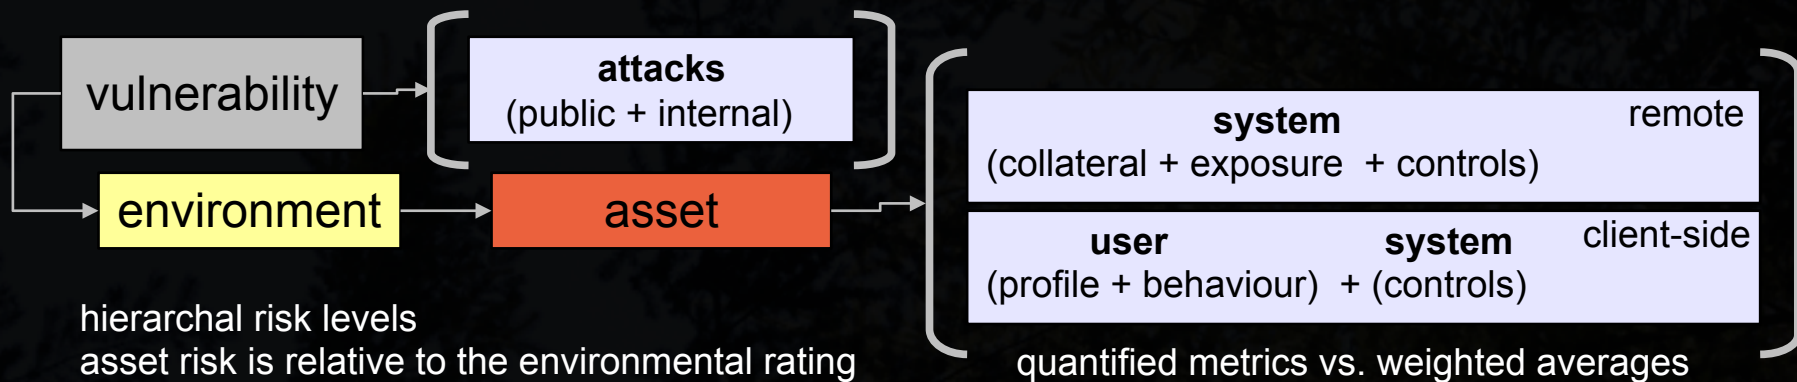 vulnerability
attacks
(public + internal)
environment
asset
system remote
(collateral + exposure + controls)
user system client-side
(profile + behaviour) + (controls)
hierarchal risk levels
asset risk is relative to the environmental rating
quantified metrics vs. weighted averages